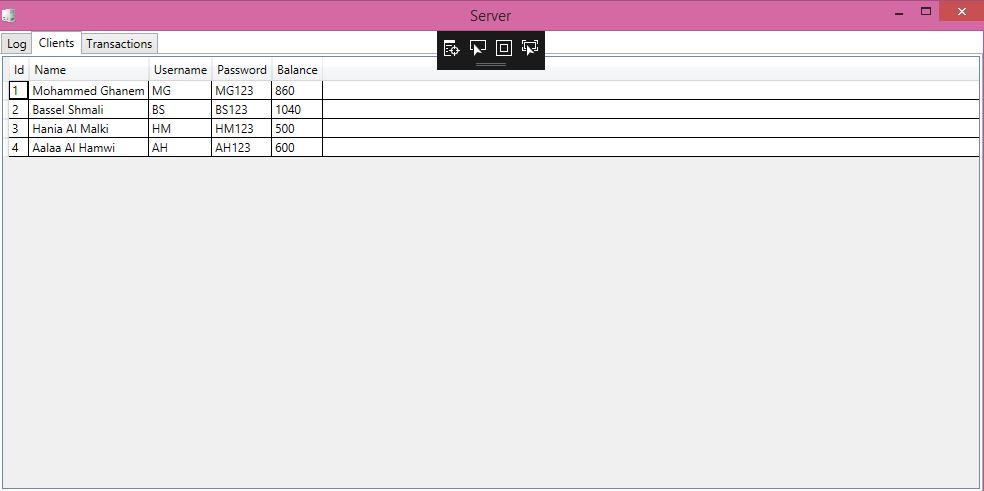 Server
Log Clients Transactions
Id Name Username Password Balance
1 Mohammed Ghanem MG MG123 860
2 Bassel Shmali BS BS123 1040
3 Hania Al Malki HM HM123 500
4 Aalaa Al Hamwi AH AH123 600